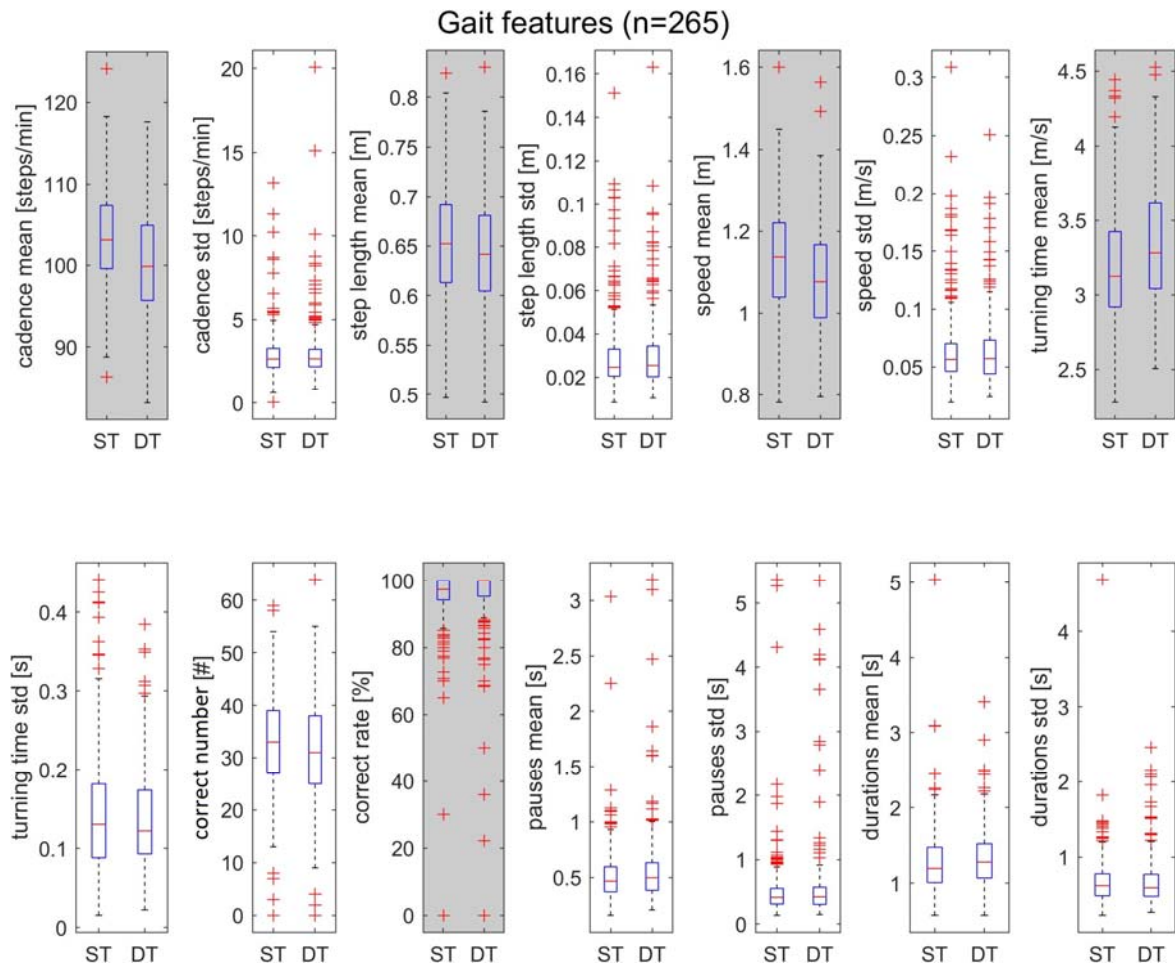 Gait features (n=265)
cadence mean [steps/min]
120
110
100
90
ST DT
cadence std [steps/min]
20
15
10
5
0
ST DT
step length mean [m]
0.8
0.75
0.7
0.65
0.6
0.55
0.5
ST DT
step length std [m]
0.16
0.14
0.12
0.1
0.08
0.06
0.04
0.02
ST DT
speed mean [m]
1.6
1.4
1.2
1
0.8
ST DT
speed std [m/s]
0.3
0.25
0.2
0.15
0.1
0.05
ST DT
turning time mean [m/s]
4.5
4
3.5
3
2.5
ST DT
turning time std [s]
0.4
0.3
0.2
0.1
0
ST DT
correct number [#]
60
50
40
30
20
10
0
ST DT
correct rate [%]
100
80
60
40
20
0
ST DT
pauses mean [s]
3
2.5
2
1.5
1
0.5
ST DT
pauses std [s]
5
4
3
2
1
0
ST DT
durations mean [s]
5
4
3
2
1
ST DT
durations std [s]
4
3
2
1
ST DT